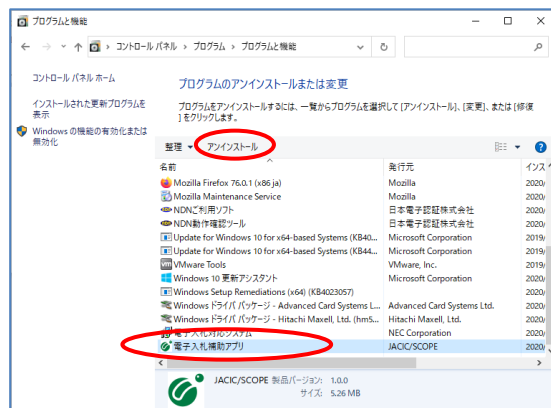 プログラムと機能
コントロール パネル > プログラム > プログラムと機能
コントロール パネル ホーム
インストールされた更新プログラムを
表示
Windows の機能の有効化または
無効化
プログラムのアンインストールまたは変更
プログラムをアンインストールするには、一覧からプログラムを選択して [アンインストール]、[変更]、または [修復
] をクリックします。
整理 アンインストール
名前 発行元 インス
Mozilla Firefox 76.0.1 (x86 ja) Mozilla 2020/
Mozilla Maintenance Service Mozilla 2020/
NDNご利用ソフト 日本電子認証株式会社 2020/
NDN動作確認ツール 日本電子認証株式会社 2020/
Update for Windows 10 for x64-based Systems (KB40... Microsoft Corporation 2019/
Update for Windows 10 for x64-based Systems (KB44... Microsoft Corporation 2019/
VMware Tools VMware, Inc. 2019/
Windows 10 更新アシスタント Microsoft Corporation 2020/
Windows Setup Remediations (x64) (KB4023057) 2020/
Windows ドライバ パッケージ - Advanced Card Systems L... Advanced Card Systems Ltd. 2020/
Windows ドライバ パッケージ - Hitachi Maxell, Ltd. (hm5... Hitachi Maxell, Ltd. 2020/
電子入札対応システム NEC Corporation 2020/
電子入札補助アプリ JACIC/SCOPE 2020/
JACIC/SCOPE 製品バージョン: 1.0.0
サイズ: 5.26 MB